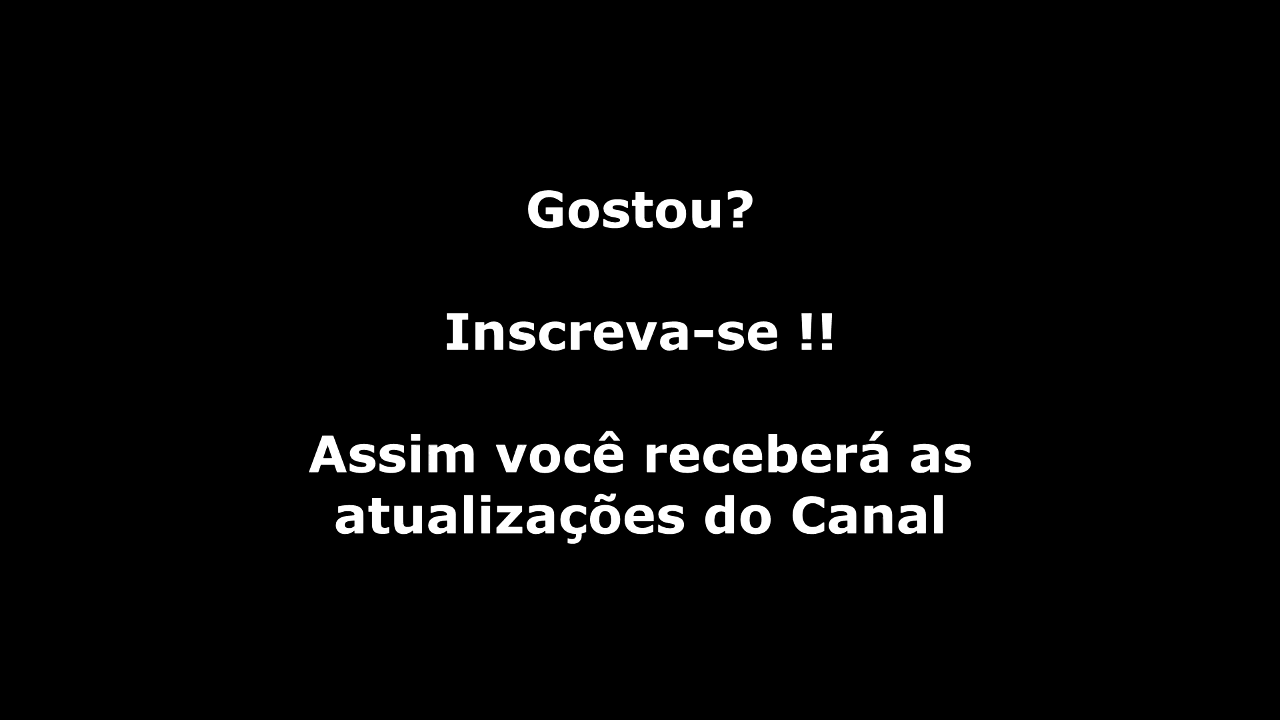 Gostou?
Inscreva-se !!
Assim você receberá as
atualizações do Canal